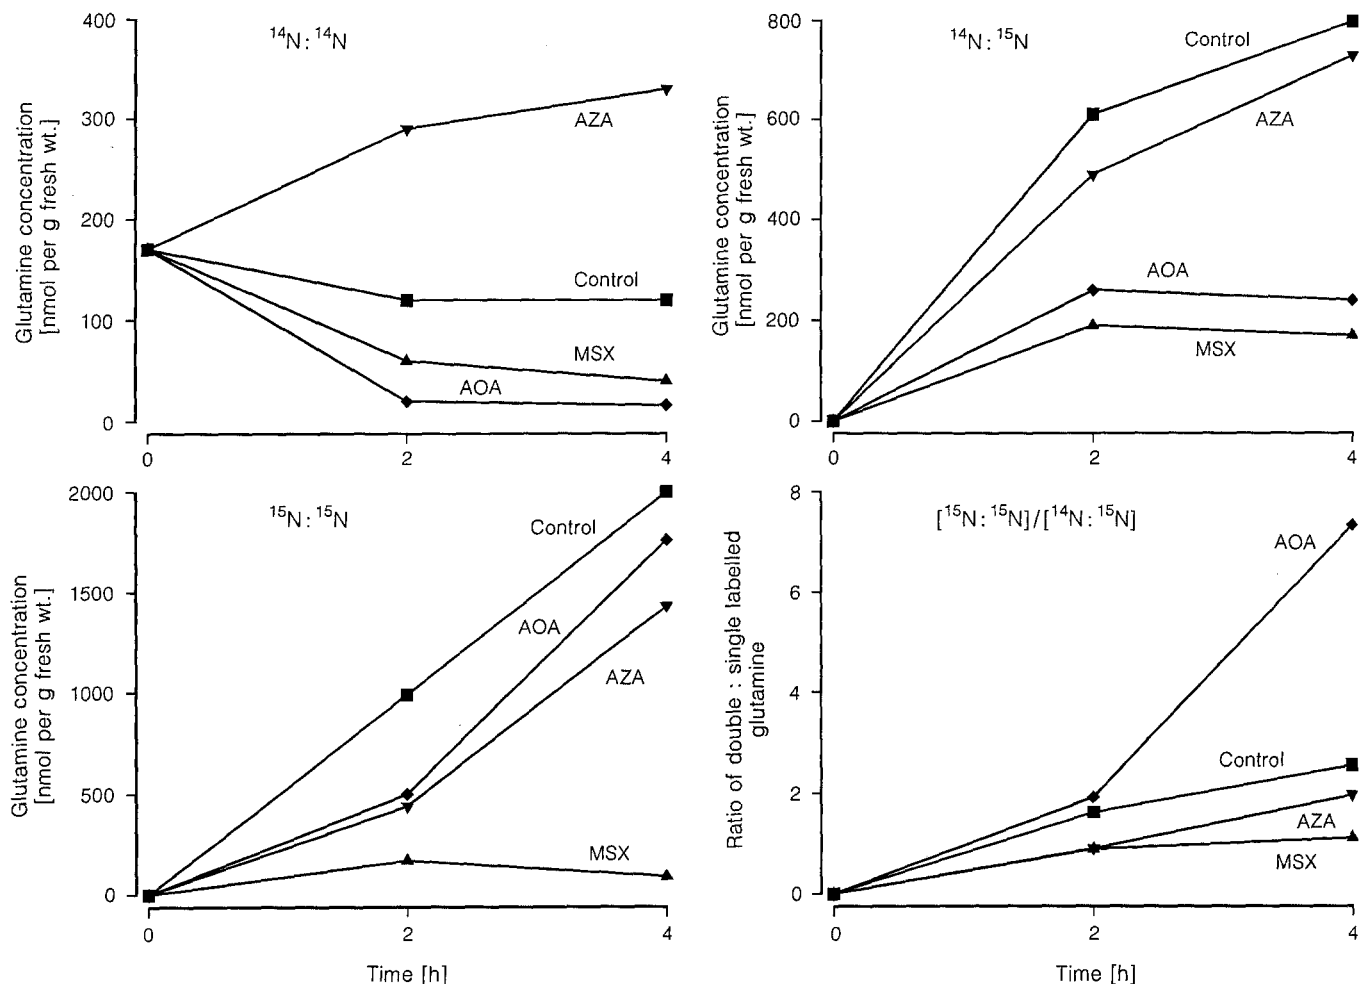 ¹⁴N: ¹⁴N
Glutamine concentration
[nmol per g fresh wt.]
400
300
200
100
0
AZA
Control
MSX
AOA
0
2
4
¹⁴N: ¹⁵N
Glutamine concentration
[nmol per g fresh wt.]
800
600
400
200
0
Control
AZA
AOA
MSX
0
2
4
¹⁵N: ¹⁵N
Glutamine concentration
[nmol per g fresh wt.]
2000
1500
1000
500
0
Control
AOA
AZA
MSX
0
2
4
Time [h]
[¹⁵N: ¹⁵N]/[¹⁴N: ¹⁵N]
Ratio of double : single labelled
glutamine
8
6
4
2
0
AOA
Control
AZA
MSX
0
2
4
Time [h]